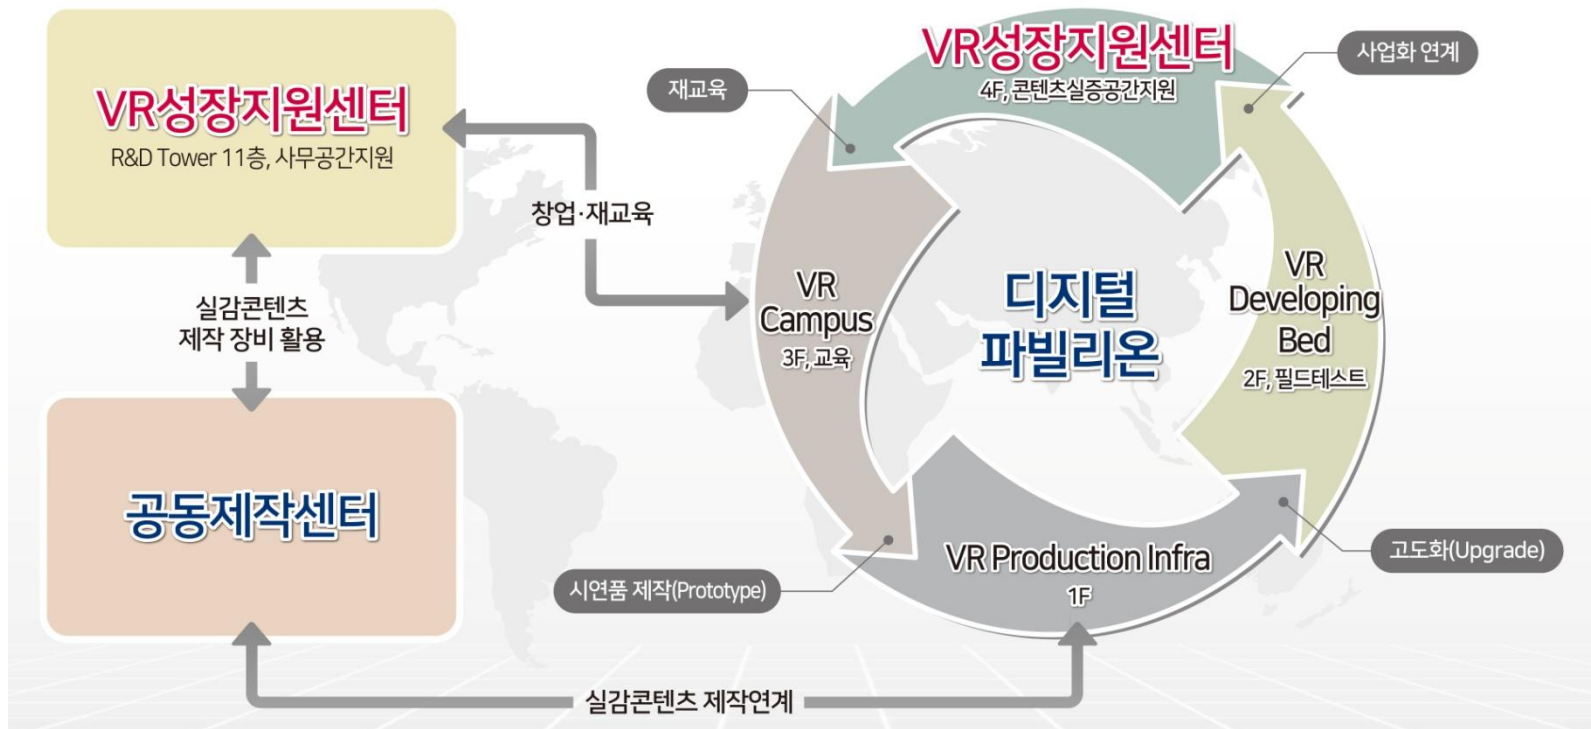 VR성장지원센터
R&D Tower 11층, 사무공간지원
창업·재교육
실감콘텐츠
제작 장비 활용
공동제작센터
실감콘텐츠 제작연계
VR성장지원센터
4F, 콘텐츠실증공간지원
재교육
사업화 연계
VR
Campus
3F, 교육
디지털
파빌리온
VR
Developing
Bed
2F, 필드테스트
VR Production Infra
1F
시연품 제작(Prototype)
고도화(Upgrade)